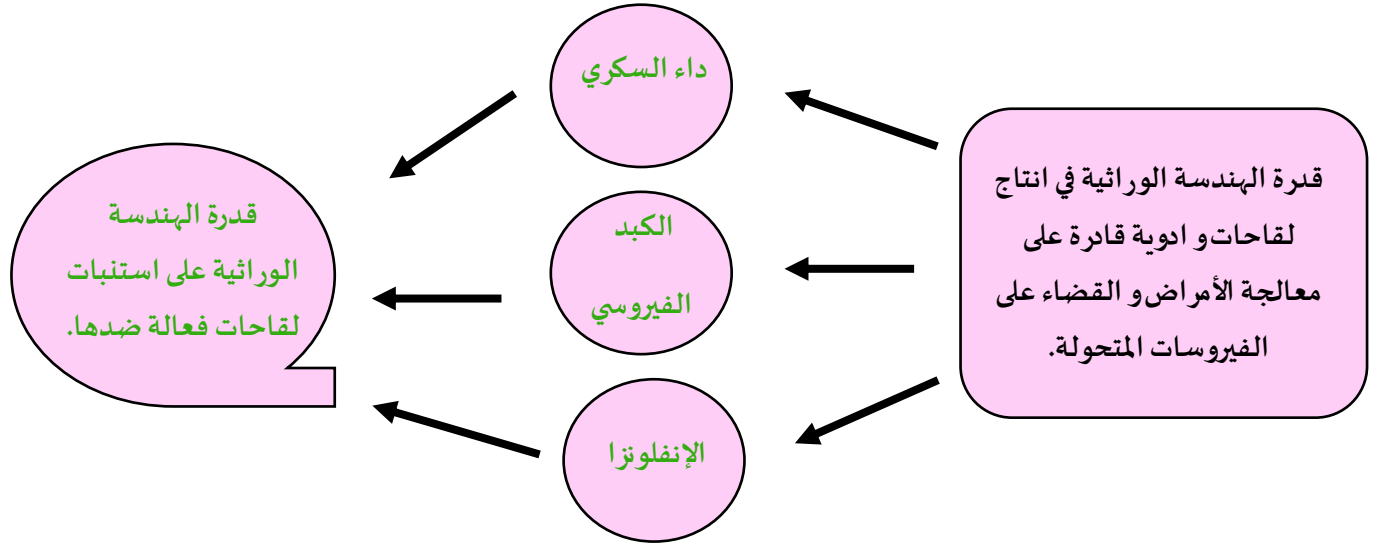 قدرة الهندسة الوراثية في انتاج
لقاحات و ادوية قادرة على
معالجة الأمراض و القضاء على
الفيروسات المتحولة.
داء السكري
الكبد
الفيروسي
الإنفلونزا
قدرة الهندسة
الوراثية على استنبات
لقاحات فعالة ضدها.